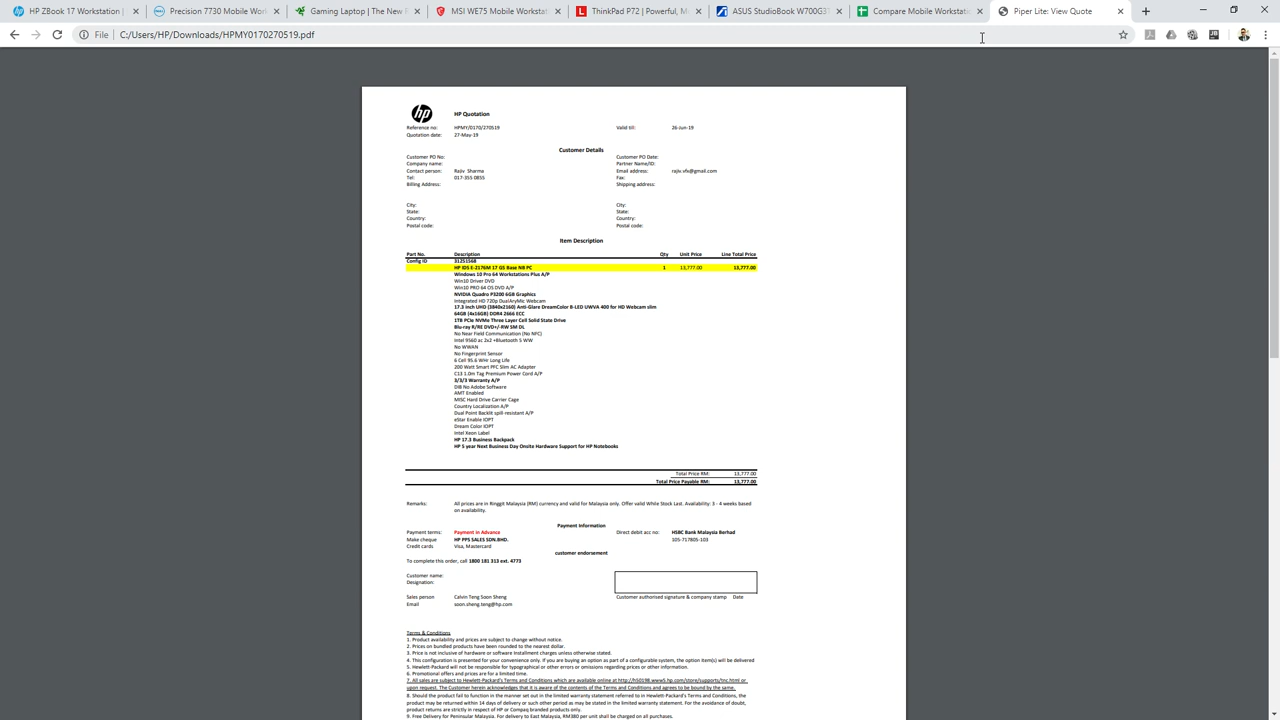 HP ZBook 17 Workstation
Precision 7730 Mobile Work
Gaming Laptop | The New F
MSI WE75 Mobile Workstat
ThinkPad P72 | Powerful, M
ASUS StudioBook W700G3
Compare Mobile Workstat
Piper Lite: View Quote
File C:/Users/HP/Downloads/HPMY0170270519.pdf
hp HP Quotation
Reference no: HPMY/0170/270519 Valid till: 26-Jun-19
Quotation date: 27-May-19
Customer Details
Customer PO No: Customer PO Date:
Company name: Partner Name/ID:
Contact person: Rajiv Sharma Email address: rajiv.vfx@gmail.com
Tel: 017-355 0855 Fax:
Billing Address: Shipping address:
City: City:
State: State:
Country: Country:
Postal code: Postal code:
Item Description
Part No. Description Qty Unit Price Line Total Price
Config ID 31251568
HP IDS E-2176M 17 G5 Base NB PC 1 13,777.00 13,777.00
Windows 10 Pro 64 Workstations Plus A/P
Win10 Driver DVD
Win10 PRO 64 OS DVD A/P
NVIDIA Quadro P3200 6GB Graphics
Integrated HD 720p DualAryMic Webcam
17.3 inch UHD (3840x2160) Anti-Glare DreamColor B-LED UWVA 400 for HD Webcam slim
64GB (4x16GB) DDR4 2666 ECC
1TB PCIe NVMe Three Layer Cell Solid State Drive
Blu-ray R/RE DVD+/-RW SM DL
No Near Field Communication (No NFC)
Intel 9560 ac 2x2 +Bluetooth 5 WW
No WWAN
No Fingerprint Sensor
6 Cell 95.6 WHr Long Life
200 Watt Smart PFC Slim AC Adapter
C13 1.0m Tag Premium Power Cord A/P
3/3/3 Warranty A/P
DIB No Adobe Software
AMT Enabled
MISC Hard Drive Carrier Cage
Country Localization A/P
Dual Point Backlit spill-resistant A/P
eStar Enable IOPT
Dream Color IOPT
Intel Xeon Label
HP 17.3 Business Backpack
HP 5 year Next Business Day Onsite Hardware Support for HP Notebooks
Total Price RM: 13,777.00
Total Price Payable RM: 13,777.00
Remarks: All prices are in Ringgit Malaysia (RM) currency and valid for Malaysia only. Offer valid While Stock Last. Availability: 3 - 4 weeks based
on availability.
Payment Information
Payment terms: Payment in Advance Direct debit acc no: HSBC Bank Malaysia Berhad
Make cheque HP PPS SALES SDN.BHD. 105-717805-103
Credit cards Visa, Mastercard
customer endorsement
To complete this order, call 1800 181 313 ext. 4773
Customer name:
Designation:
Sales person Calvin Teng Soon Sheng Customer authorised signature & company stamp Date
Email soon.sheng.teng@hp.com
Terms & Conditions
1. Product availability and prices are subject to change without notice.
2. Prices on bundled products have been rounded to the nearest dollar.
3. Price is not inclusive of hardware or software installment charges unless otherwise stated.
4. This configuration is presented for your convenience only. If you are buying an option as part of a configurable system, the option item(s) will be delivered
5. Hewlett-Packard will not be responsible for typographical or other errors or omissions regarding prices or other information.
6. Promotional offers and prices are for a limited time.
7. All sales are subject to Hewlett-Packard's Terms and Conditions which are available online at http://h50198.www5.hp.com/store/supports/tnc.html or
upon request. The Customer herein acknowledges that it is aware of the contents of the Terms and Conditions and agrees to be bound by the same.
8. Should the product fail to function in the manner set out in the limited warranty statement referred to in Hewlett-Packard's Terms and Conditions, the
product may be returned within 14 days of delivery or such other period as may be stated in the limited warranty statement. For the avoidance of doubt,
product returns are strictly in respect of HP or Compaq branded products only.
9. Free Delivery for Peninsular Malaysia. For delivery to East Malaysia, RM380 per unit shall be charged on all purchases.